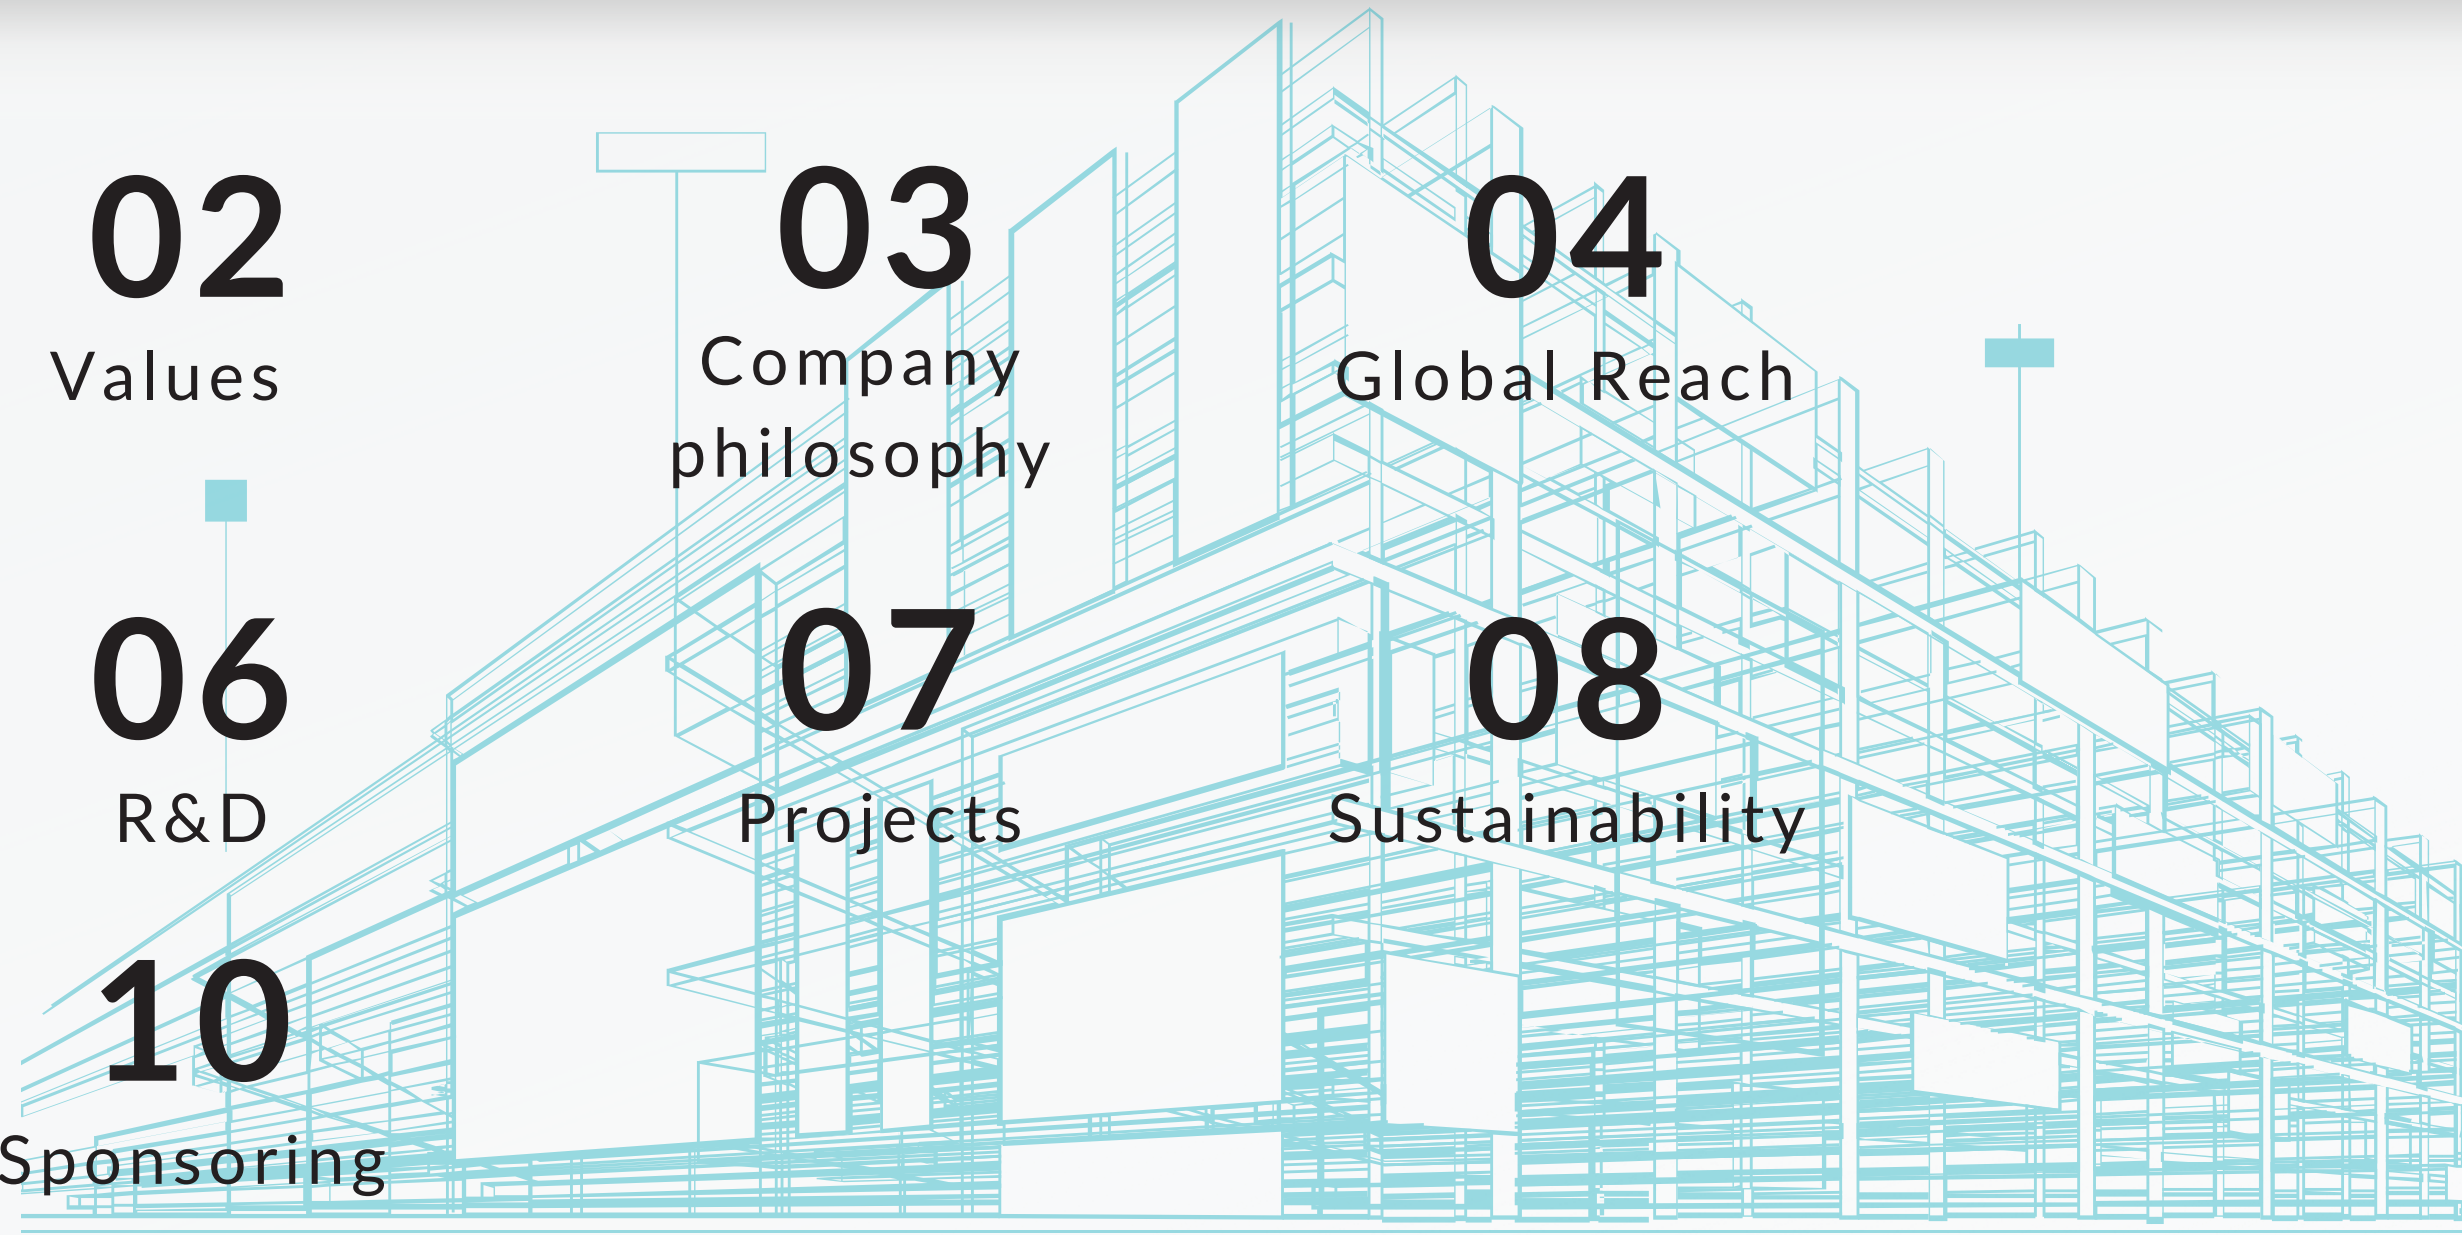 02
Values
03
Company
philosophy
04
Global Reach
06
R&D
07
Projects
08
Sustainability
10
Sponsoring